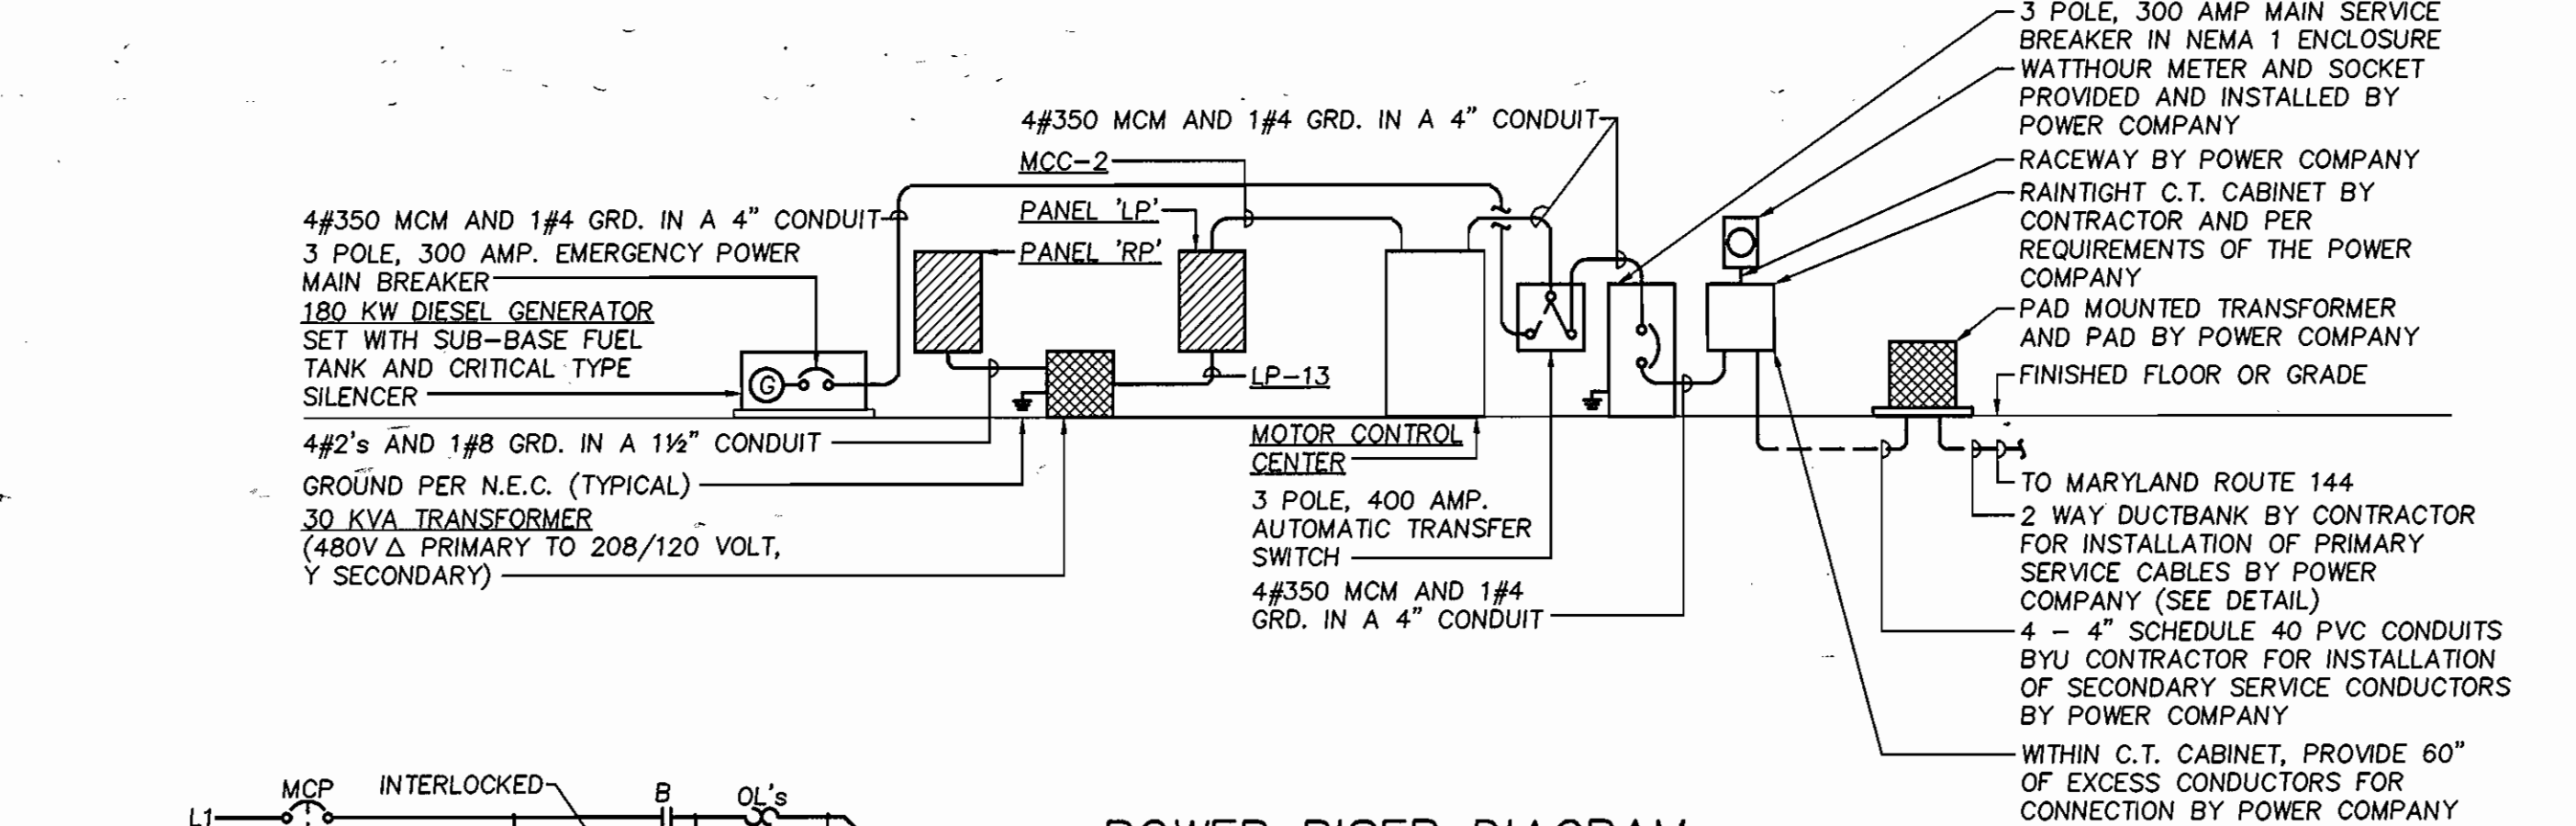 3 POLE, 300 AMP MAIN SERVICE
BREAKER IN NEMA 1 ENCLOSURE
WATTHOUR METER AND SOCKET
PROVIDED AND INSTALLED BY
POWER COMPANY
RACEWAY BY POWER COMPANY
RAINTIGHT C.T. CABINET BY
CONTRACTOR AND PER
REQUIREMENTS OF THE POWER
COMPANY
PAD MOUNTED TRANSFORMER
AND PAD BY POWER COMPANY
FINISHED FLOOR OR GRADE
4#350 MCM AND 1#4 GRD. IN A 4" CONDUIT
MCC-2
PANEL 'LP'
PANEL 'RP'
4#350 MCM AND 1#4 GRD. IN A 4" CONDUIT
3 POLE, 300 AMP. EMERGENCY POWER
MAIN BREAKER
180 KW DIESEL GENERATOR
SET WITH SUB-BASE FUEL
TANK AND CRITICAL TYPE
SILENCER
G
LP-13
4#2's AND 1#8 GRD. IN A 1½" CONDUIT
GROUND PER N.E.C. (TYPICAL)
30 KVA TRANSFORMER
(480V Δ PRIMARY TO 208/120 VOLT,
Y SECONDARY)
MOTOR CONTROL
CENTER
3 POLE, 400 AMP.
AUTOMATIC TRANSFER
SWITCH
4#350 MCM AND 1#4
GRD. IN A 4" CONDUIT
TO MARYLAND ROUTE 144
2 WAY DUCTBANK BY CONTRACTOR
FOR INSTALLATION OF PRIMARY
SERVICE CABLES BY POWER
COMPANY (SEE DETAIL)
4 - 4" SCHEDULE 40 PVC CONDUITS
BYU CONTRACTOR FOR INSTALLATION
OF SECONDARY SERVICE CONDUCTORS
BY POWER COMPANY
WITHIN C.T. CABINET, PROVIDE 60"
OF EXCESS CONDUCTORS FOR
CONNECTION BY POWER COMPANY
MCP
INTERLOCKED
B
OL's
L1
POWER RISER DIAGRAM